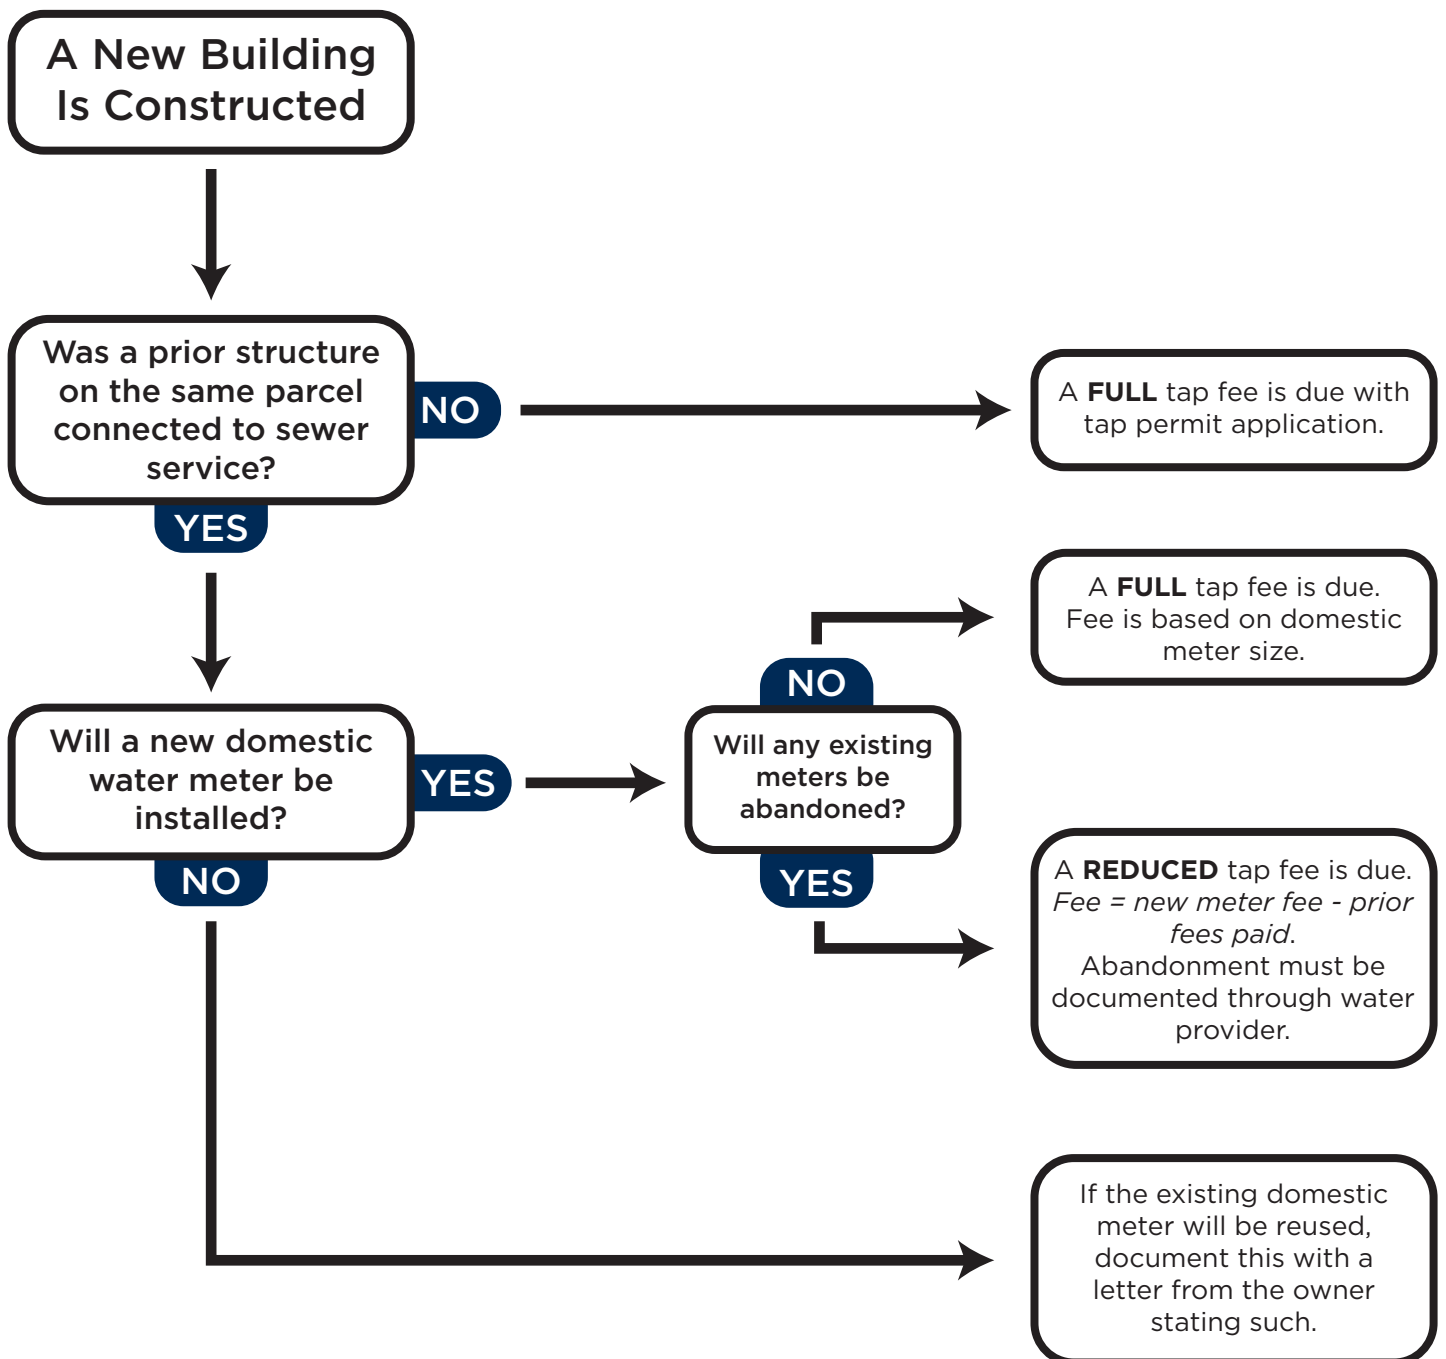 A New Building
Is Constructed
Was a prior structure
on the same parcel
connected to sewer
service?
NO
A FULL tap fee is due with
tap permit application.
YES
Will a new domestic
water meter be
installed?
YES
NO
Will any existing
meters be
abandoned?
NO
A FULL tap fee is due.
Fee is based on domestic
meter size.
YES
A REDUCED tap fee is due.
Fee = new meter fee - prior
fees paid.
Abandonment must be
documented through water
provider.
If the existing domestic
meter will be reused,
document this with a
letter from the owner
stating such.